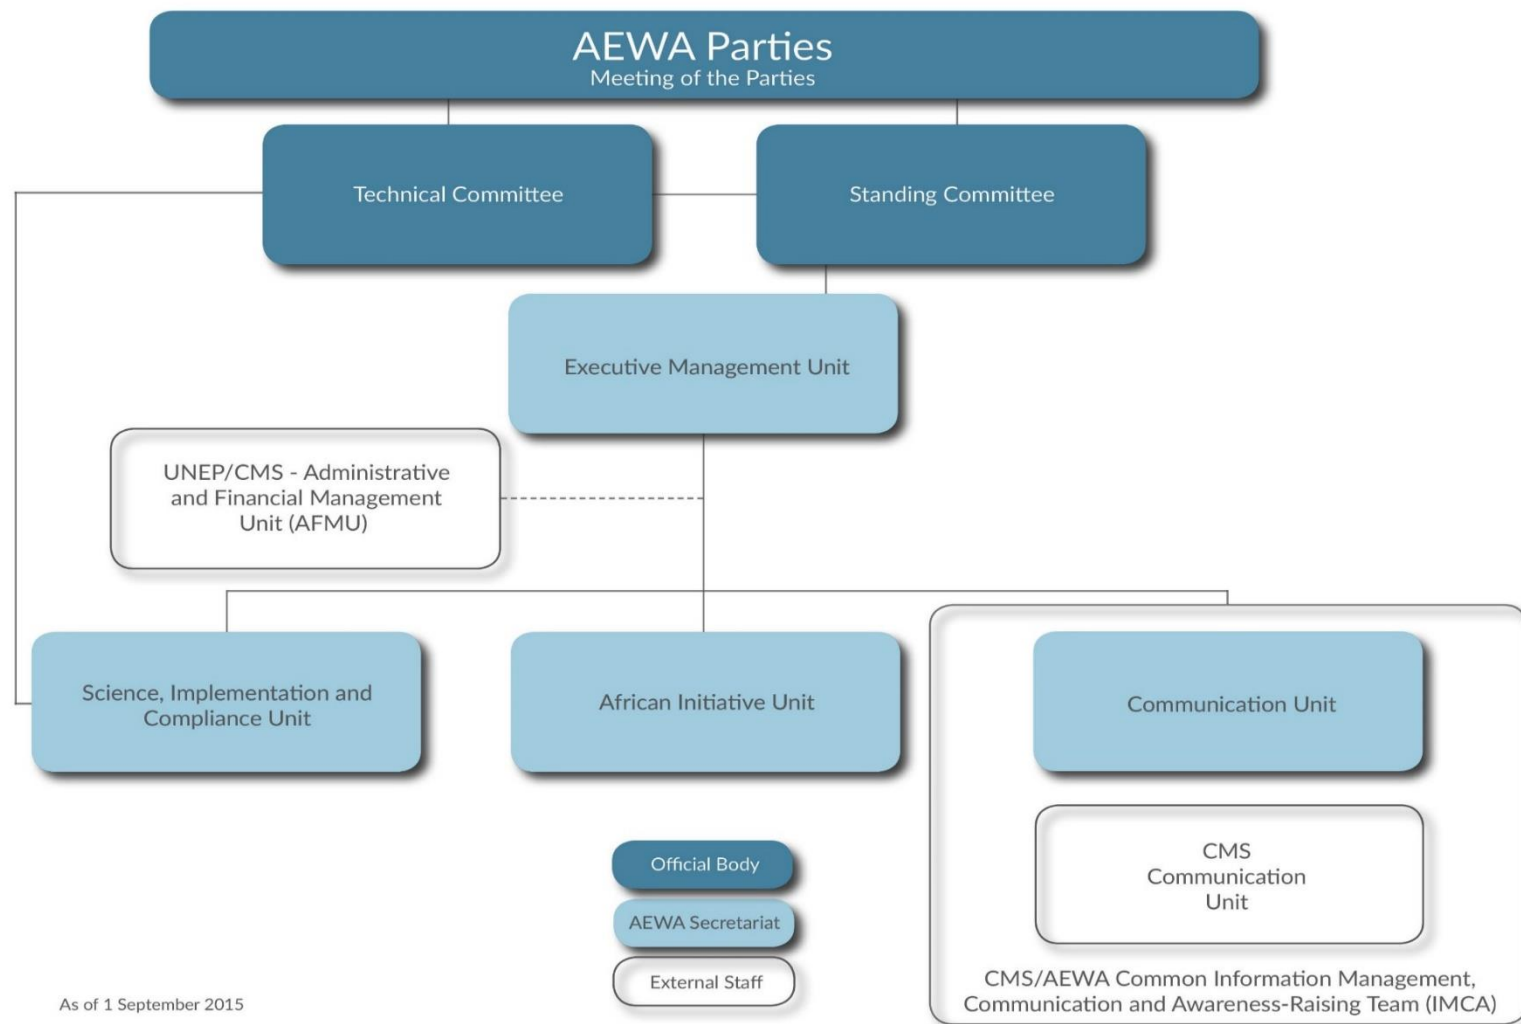 AEWA Parties
Meeting of the Parties
Technical Committee
Standing Committee
Executive Management Unit
UNEP/CMS - Administrative
and Financial Management
Unit (AFMU)
Science, Implementation and
Compliance Unit
African Initiative Unit
Communication Unit
CMS
Communication
Unit
CMS/AEWA Common Information Management,
Communication and Awareness-Raising Team (IMCA)
Official Body
AEWA Secretariat
External Staff
As of 1 September 2015